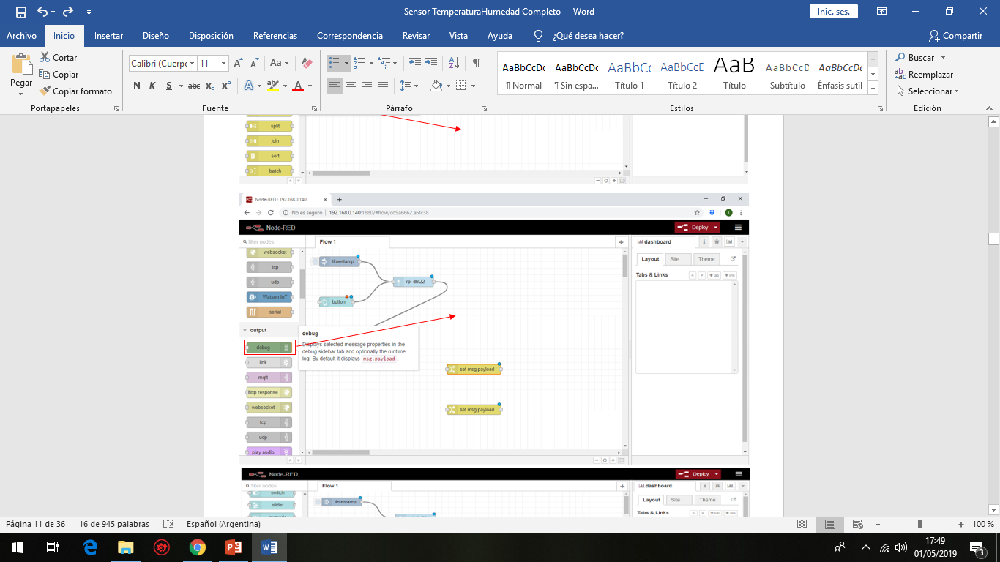 Sensor TemperaturaHumedad Completo - Word
Inic. ses.
Archivo Inicio Insertar Diseño Disposición Referencias Correspondencia Revisar Vista Ayuda ¿Qué desea hacer? Compartir
Pegar
Cortar
Copiar
Copiar formato
Portapapeles
Calibri (Cuerpo 11
Aa
N K S abc x₂ x²
Fuente
Párrafo
AaBbCcDc AaBbCcDc AaBbCc AaBbCcD AaB AaBbCcD AaBbCcDc
¶ Normal ¶ Sin espa... Título 1 Título 2 Título Subtítulo Énfasis sutil
Estilos
Buscar
Reemplazar
Seleccionar
Edición
split
join
sort
batch
Node-RED : 192.168.0.140
No es seguro 192.168.0.140:1880/#flow/cd9a6662.a6fc38
Node-RED
Deploy
filter nodes
Flow 1
dashboard
Layout Site Theme
Tabs & Links
tab link
websocket
tcp
udp
Watson IoT
serial
output
debug
link
mqtt
http response
websocket
tcp
udp
play audio
timestamp
rpi-dht22
button
debug
Displays selected message properties in the
debug sidebar tab and optionally the runtime
log. By default it displays msg.payload.
set msg.payload
set msg.payload
Node-RED
Deploy
filter nodes
Flow 1
dashboard
switch
slider
timestamp
Layout Site Theme
Tabs & Links
tab link
Página 11 de 36 16 de 945 palabras Español (Argentina) 100 %
17:49
01/05/2019
3